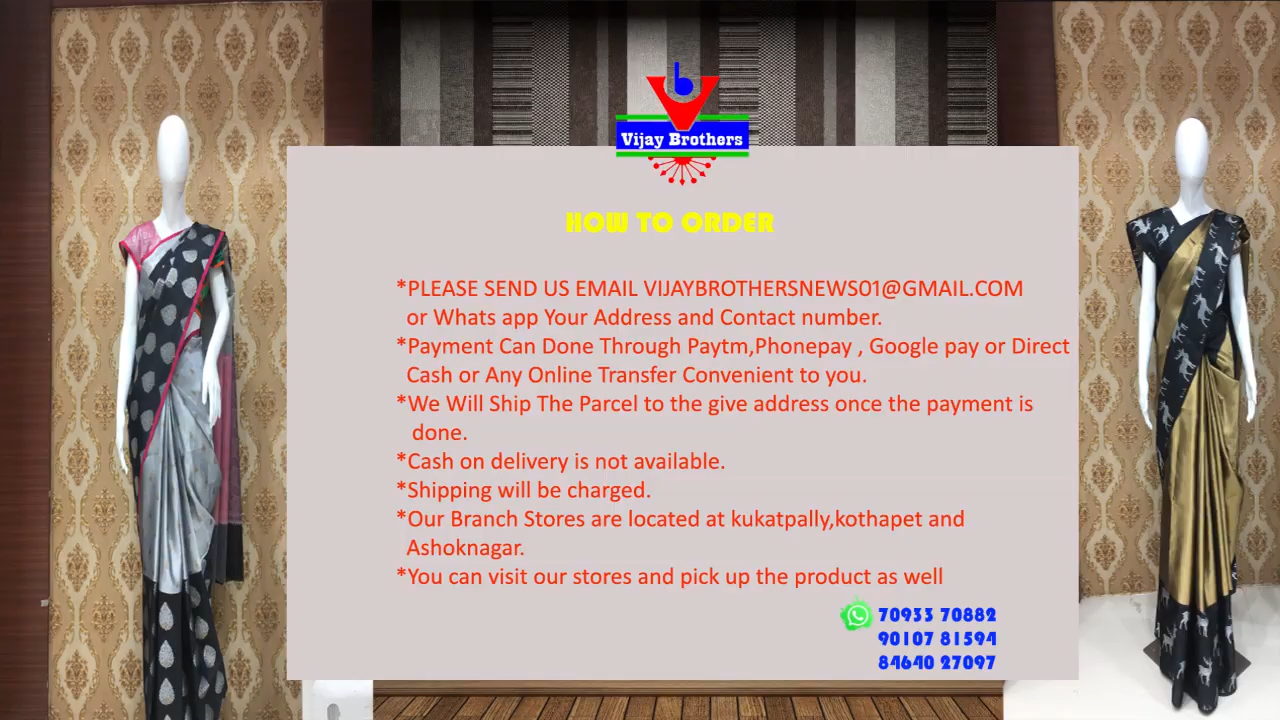 b
Vijay Brothers
HOW TO ORDER
*PLEASE SEND US EMAIL VIJAYBROTHERSNEWS01@GMAIL.COM
or Whats app Your Address and Contact number.
*Payment Can Done Through Paytm,Phonepay , Google pay or Direct
Cash or Any Online Transfer Convenient to you.
*We Will Ship The Parcel to the give address once the payment is
done.
*Cash on delivery is not available.
*Shipping will be charged.
*Our Branch Stores are located at kukatpally,kothapet and
Ashoknagar.
*You can visit our stores and pick up the product as well
70933 70882
90107 81594
84640 27097